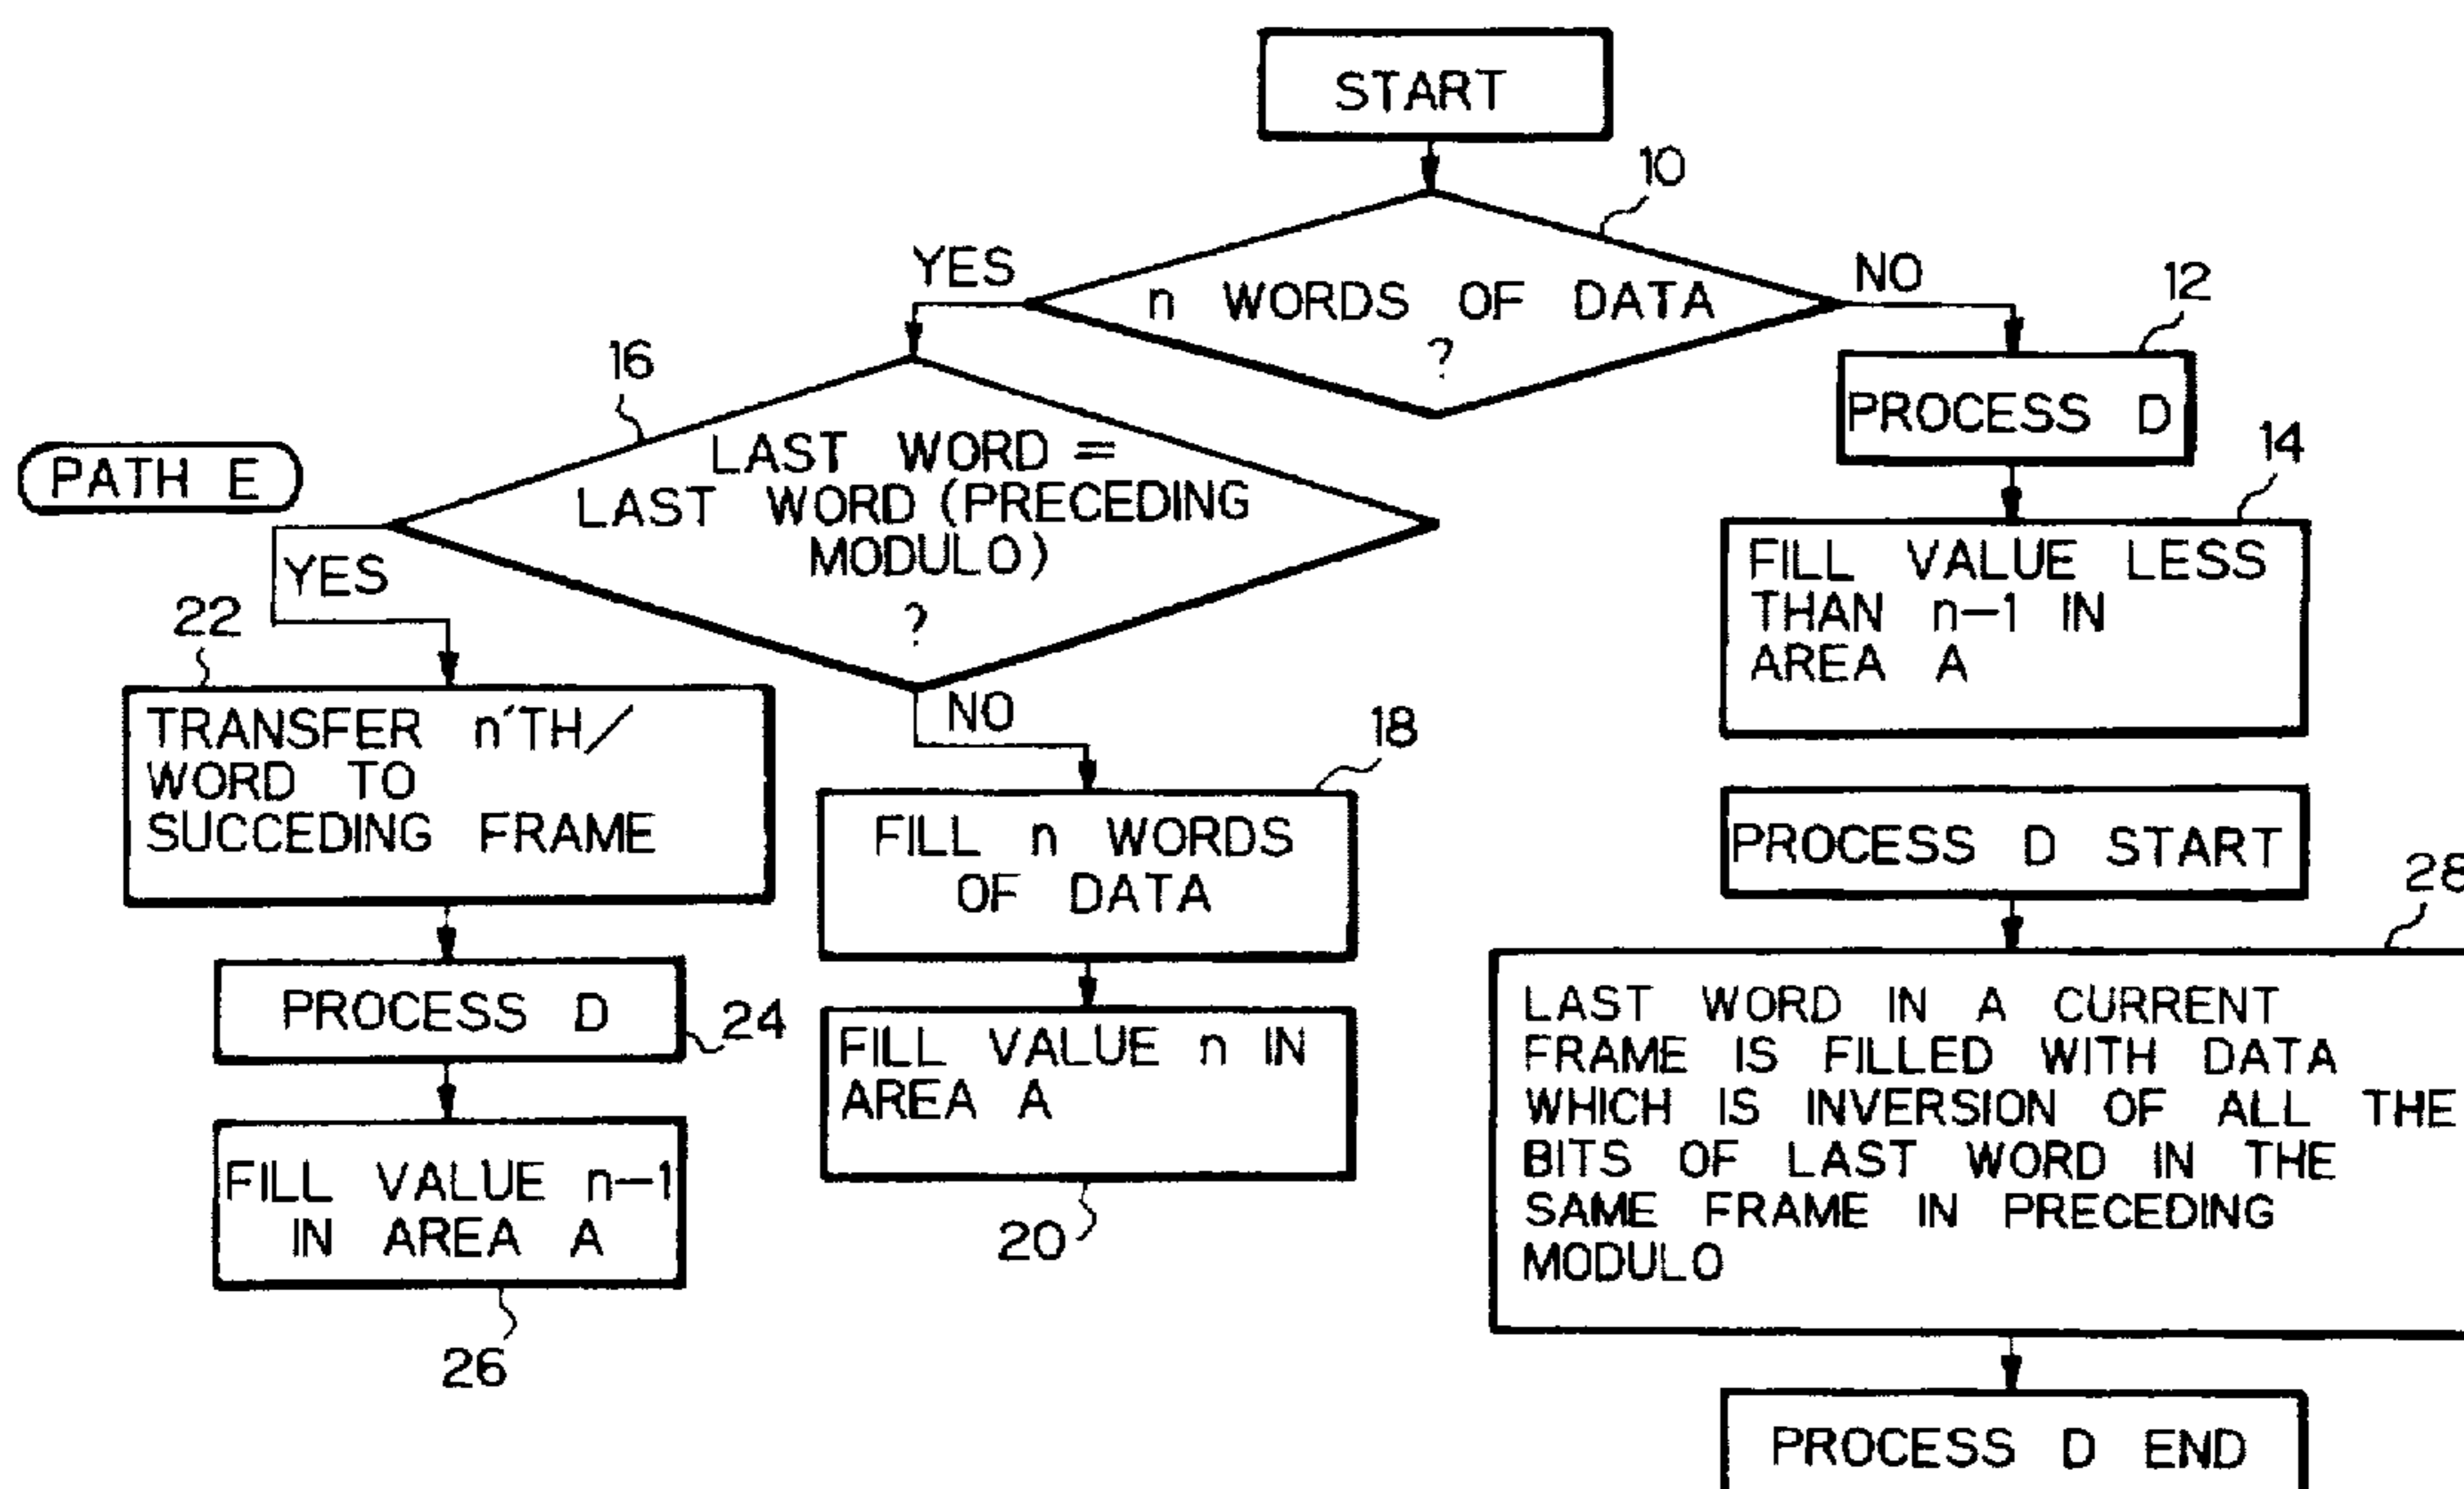 START
10
YES
n WORDS OF DATA
?
NO
12
PROCESS D
14
FILL VALUE LESS
THAN n-1 IN
AREA A
16
LAST WORD =
LAST WORD (PRECEDING
MODULO)
?
PATH E
YES
22
TRANSFER n'TH/
WORD TO
SUCCEDING FRAME
NO
18
FILL n WORDS
OF DATA
PROCESS D
24
FILL VALUE n IN
AREA A
20
FILL VALUE n-1
IN AREA A
26
PROCESS D START
28
LAST WORD IN A CURRENT
FRAME IS FILLED WITH DATA
WHICH IS INVERSION OF ALL THE
BITS OF LAST WORD IN THE
SAME FRAME IN PRECEDING
MODULO
PROCESS D END